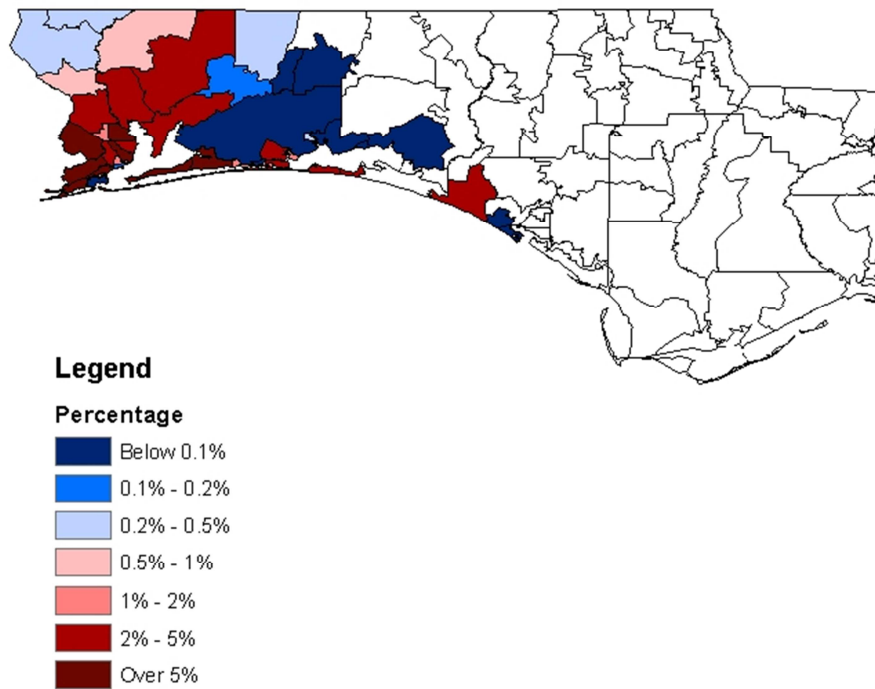 Legend
Percentage
Below 0.1%
0.1% - 0.2%
0.2% - 0.5%
0.5% - 1%
1% - 2%
2% - 5%
Over 5%